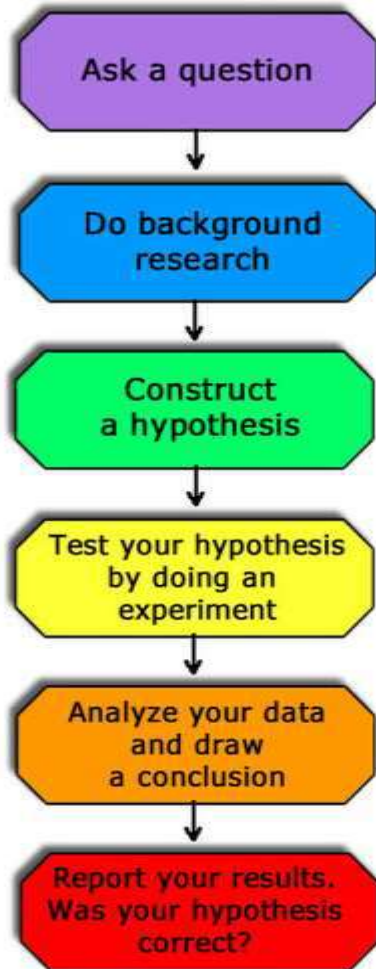 Ask a question
Do background
research
Construct
a hypothesis
Test your hypothesis
by doing an
experiment
Analyze your data
and draw
a conclusion
Report your results.
Was your hypothesis
correct?